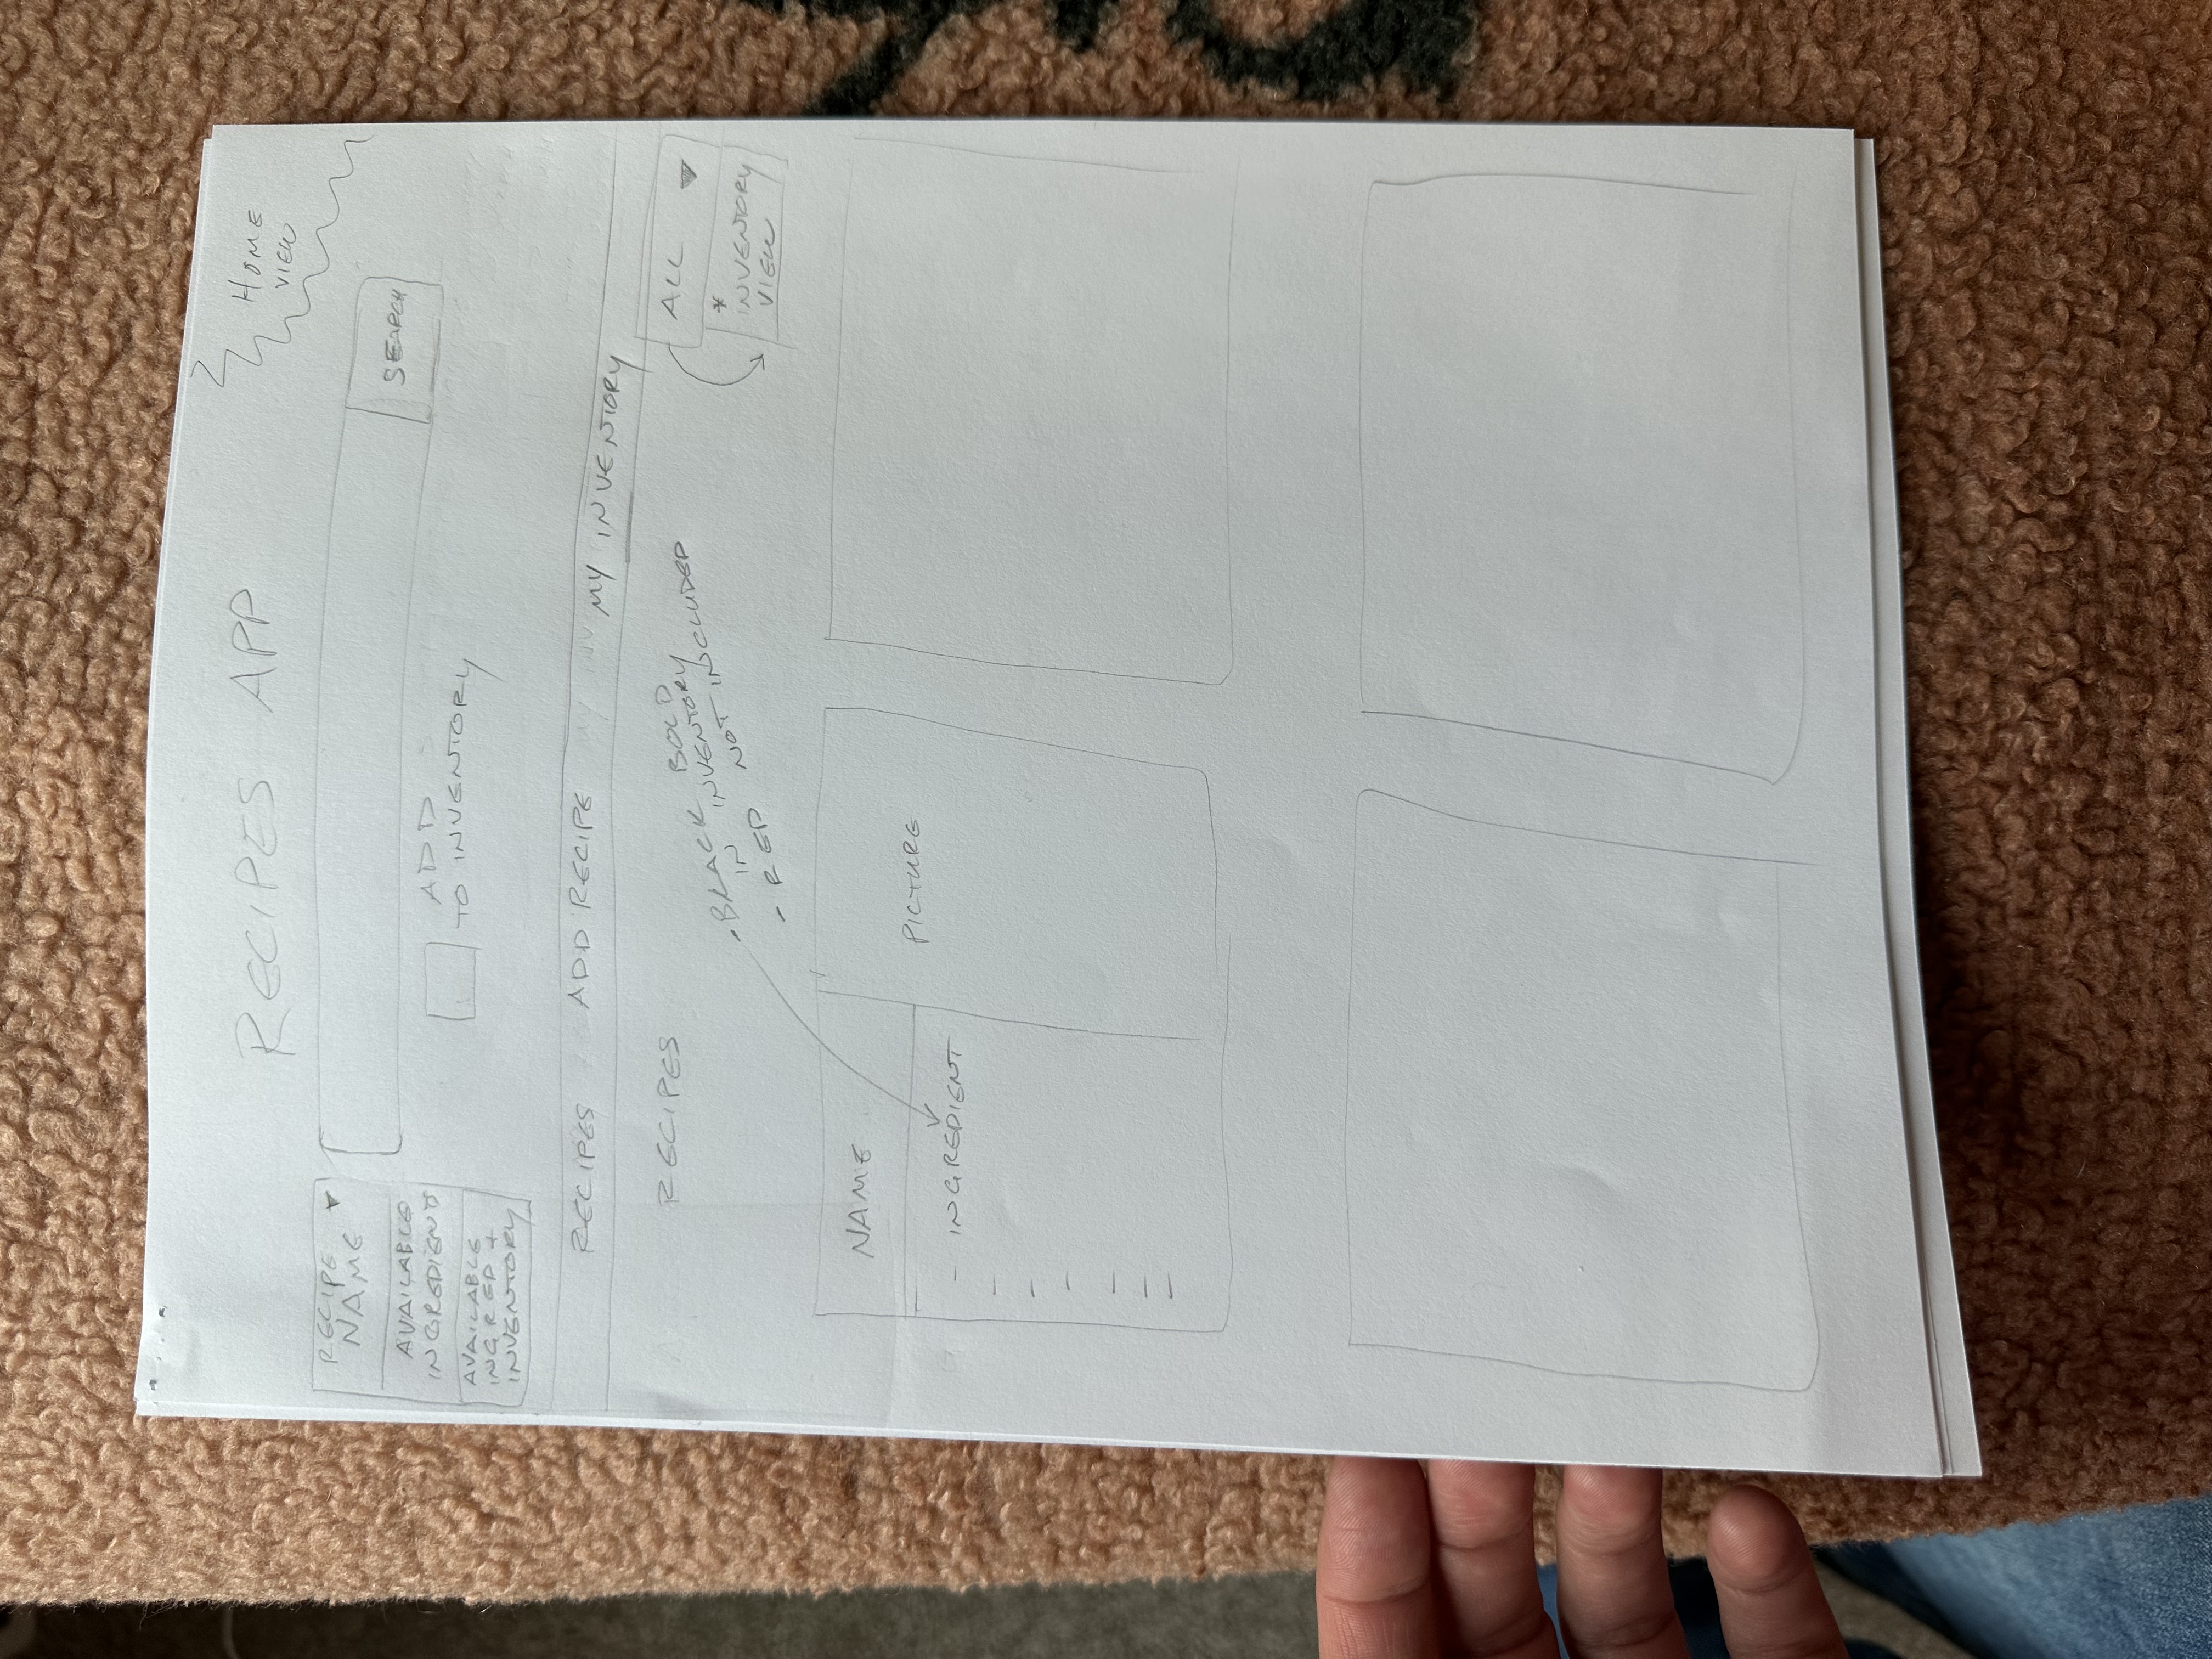 RECIPES APP
HOME
VIEW
RECIPE
NAME
AVAILABLE
INGREDIENTS
AVAILABLE
INGRED +
INVENTORY
SEARCH
ADD
TO INVENTORY
RECIPES ADD RECIPE MY INVENTORY
RECIPES
- BLACK BOLD
IN INVENTORY
- RED NOT INCLUDED
ALL
*
INVENTORY
VIEW
NAME
PICTURE
- INGREDIENT